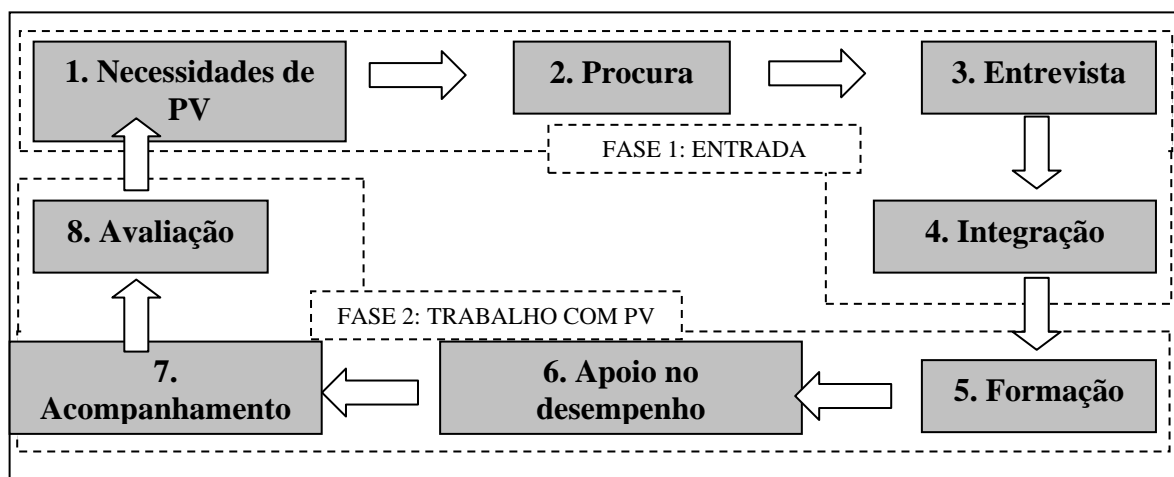 1. Necessidades de
PV
2. Procura
3. Entrevista
FASE 1: ENTRADA
4. Integração
8. Avaliação
FASE 2: TRABALHO COM PV
5. Formação
6. Apoio no
desempenho
7.
Acompanhamento